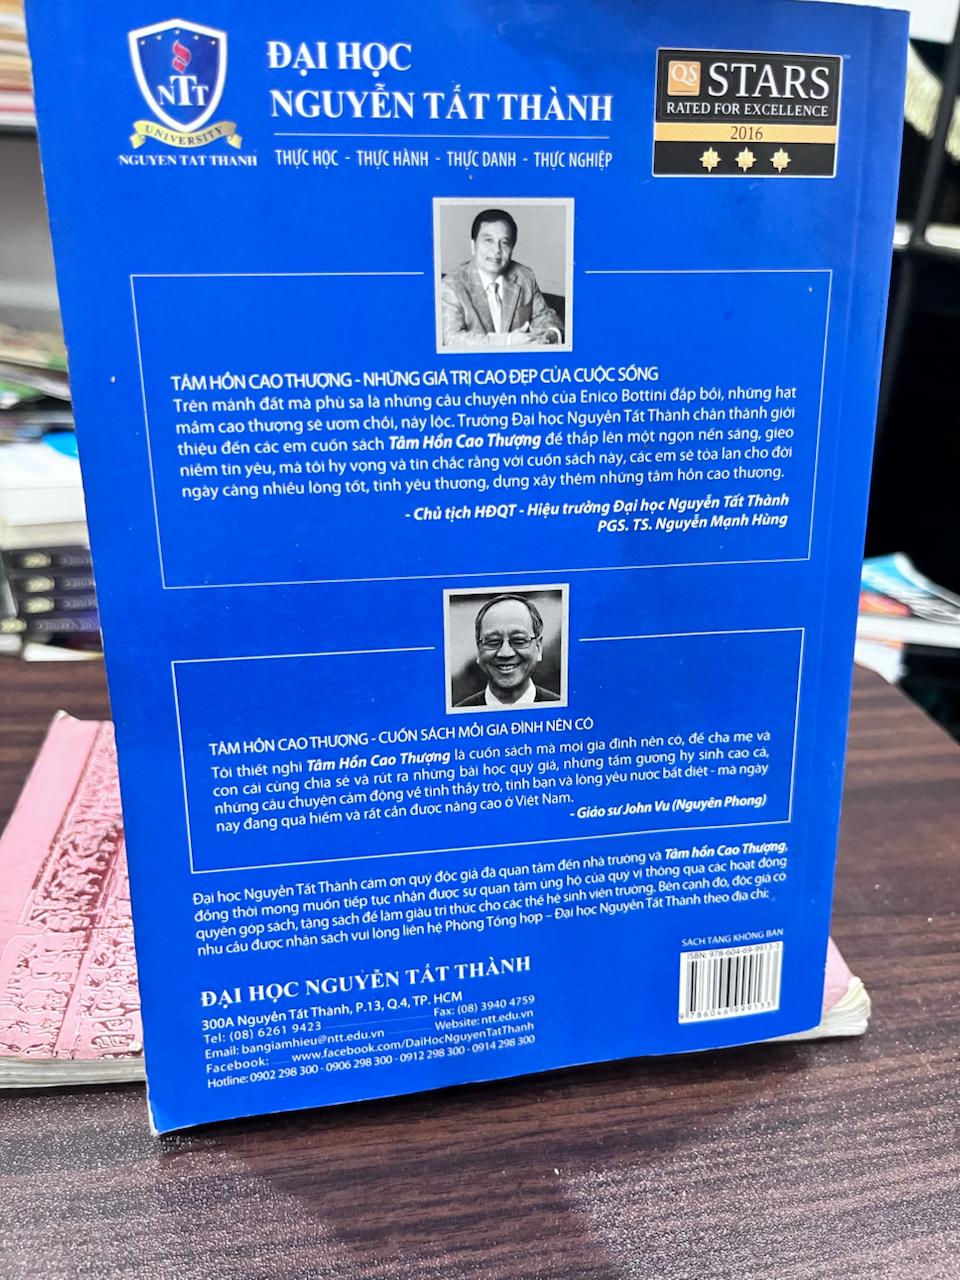 NTT
UNIVERSITY
NGUYEN TAT THANH
ĐẠI HỌC
NGUYỄN TẤT THÀNH
THỰC HỌC - THỰC HÀNH - THỰC DANH - THỰC NGHIỆP
QS STARS
RATED FOR EXCELLENCE
2016
TÂM HỒN CAO THƯỢNG - NHỮNG GIÁ TRỊ CAO ĐẸP CỦA CUỘC SỐNG
Trên mảnh đất mà phù sa là những câu chuyện nhỏ của Enico Bottini đắp bồi, những hạt
mầm cao thượng sẽ ươm chồi, nảy lộc. Trường Đại học Nguyễn Tất Thành chân thành giới
thiệu đến các em cuốn sách Tâm Hồn Cao Thượng để thắp lên một ngọn nến sáng, gieo
niềm tin yêu, mà tôi hy vọng và tin chắc rằng với cuốn sách này, các em sẽ tỏa lan cho đời
ngày càng nhiều lòng tốt, tình yêu thương, dựng xây thêm những tâm hồn cao thượng.
- Chủ tịch HĐQT - Hiệu trưởng Đại học Nguyễn Tất Thành
PGS. TS. Nguyễn Mạnh Hùng
TÂM HỒN CAO THƯỢNG - CUỐN SÁCH MỖI GIA ĐÌNH NÊN CÓ
Tôi thiết nghĩ Tâm Hồn Cao Thượng là cuốn sách mà mọi gia đình nên có, để cha mẹ và
con cái cùng chia sẻ và rút ra những bài học quý giá, những tấm gương hy sinh cao cả,
những câu chuyện cảm động về tình thầy trò, tình bạn và lòng yêu nước bất diệt - mà ngày
nay đang quá hiếm và rất cần được nâng cao ở Việt Nam.
- Giáo sư John Vu (Nguyên Phong)
Đại học Nguyễn Tất Thành cảm ơn quý độc giả đã quan tâm đến nhà trường và Tâm hồn Cao Thượng,
đồng thời mong muốn tiếp tục nhận được sự quan tâm ủng hộ của quý vị thông qua các hoạt động
quyên góp sách, tặng sách để làm giàu tri thức cho các thế hệ sinh viên trường. Bên cạnh đó, độc giả có
nhu cầu được nhận sách vui lòng liên hệ Phòng Tổng hợp – Đại học Nguyễn Tất Thành theo địa chỉ:
ĐẠI HỌC NGUYỄN TẤT THÀNH
300A Nguyễn Tất Thành, P.13, Q.4, TP. HCM
Tel: (08) 6261 9423 Fax: (08) 3940 4759
Email: bangiamhieu@ntt.edu.vn Website: ntt.edu.vn
Facebook: www.facebook.com/DaiHocNguyenTatThanh
Hotline: 0902 298 300 - 0906 298 300 - 0912 298 300 - 0914 298 300
SÁCH TẶNG KHÔNG BÁN
ISBN: 978-604-69-9913-3
9 786046 999133